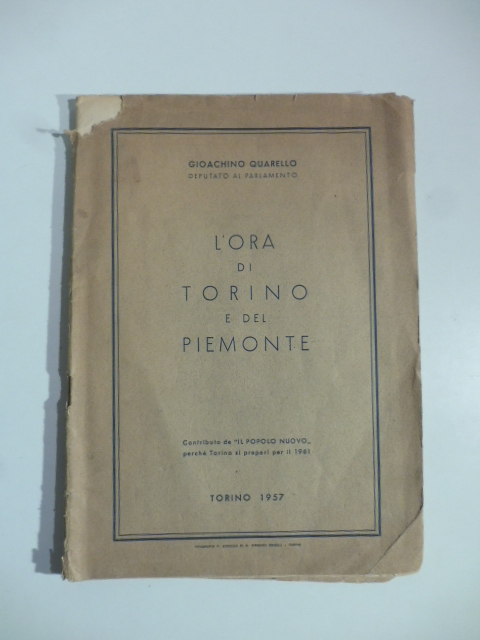 GIOACHINO QUARELLO
DEPUTATO AL PARLAMENTO
L'ORA
DI
TORINO
E DEL
PIEMONTE
Contributo de "IL POPOLO NUOVO„
perché Torino si prepari per il 1961
TORINO 1957